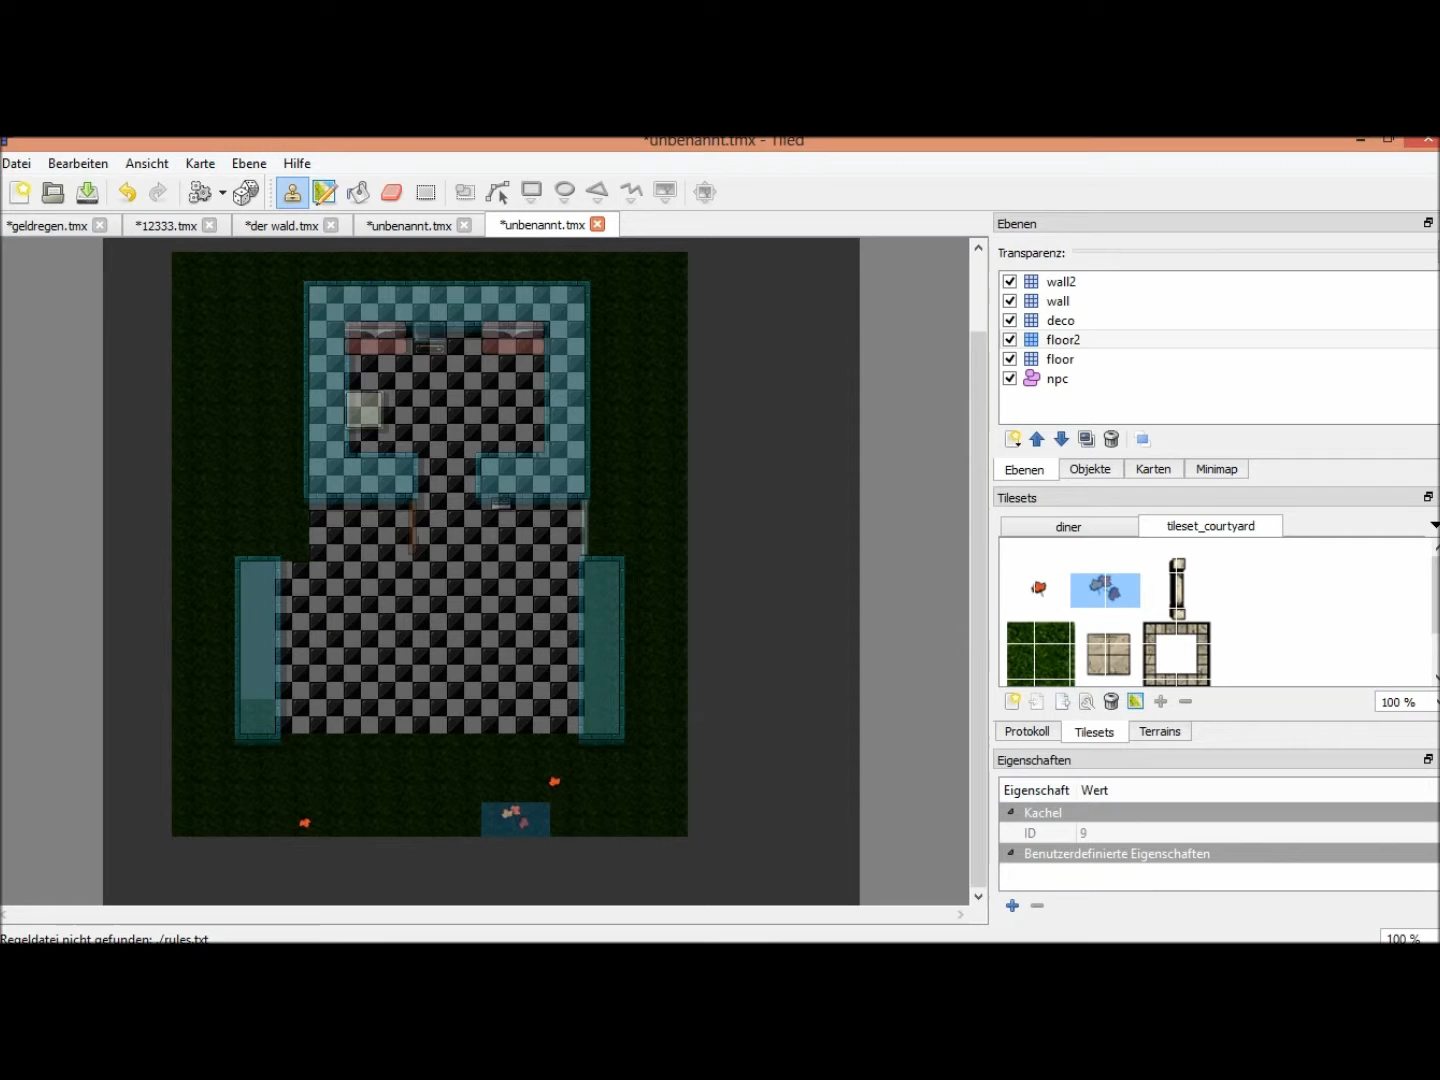 *unbenannt.tmx - Tiled
Datei Bearbeiten Ansicht Karte Ebene Hilfe
*geldregen.tmx *12333.tmx *der wald.tmx *unbenannt.tmx *unbenannt.tmx
Ebenen
Transparenz:
wall2
wall
deco
floor2
floor
npc
Ebenen Objekte Karten Minimap
Tilesets
diner tileset_courtyard
100 %
Protokoll Tilesets Terrains
Eigenschaften
Eigenschaft Wert
Kachel
ID 9
Benutzerdefinierte Eigenschaften
Regeldatei nicht gefunden: ./rules.txt
100 %